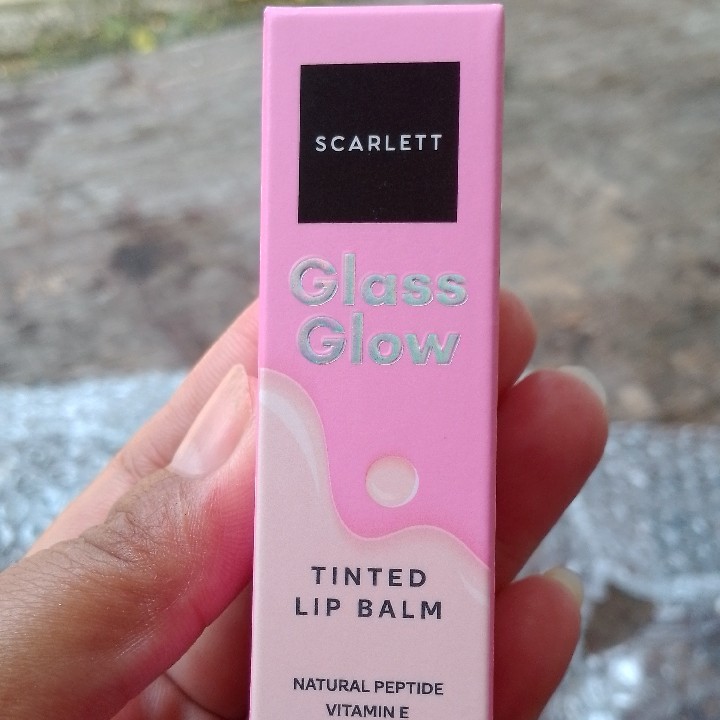 SCARLETT
Glass
Glow
TINTED
LIP BALM
NATURAL PEPTIDE
VITAMIN E